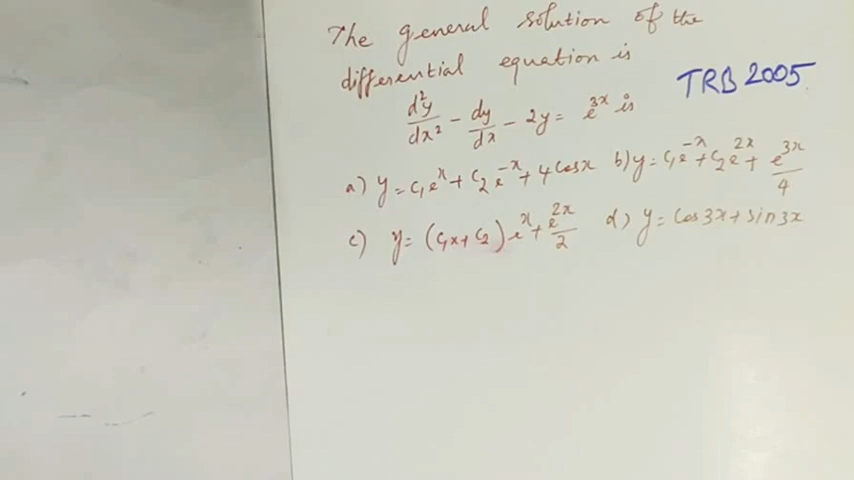 The general solution of the
differential equation is
TRB 2005
d²y/dx² - dy/dx - 2y = e^3x is
a) y = c₁e^x + c₂e^-x + 4cosx b) y = c₁e^-x + c₂e^2x + e^3x/4
c) y = (c₁x + c₂)e^x + e^2x/2 d) y = cos3x + sin3x